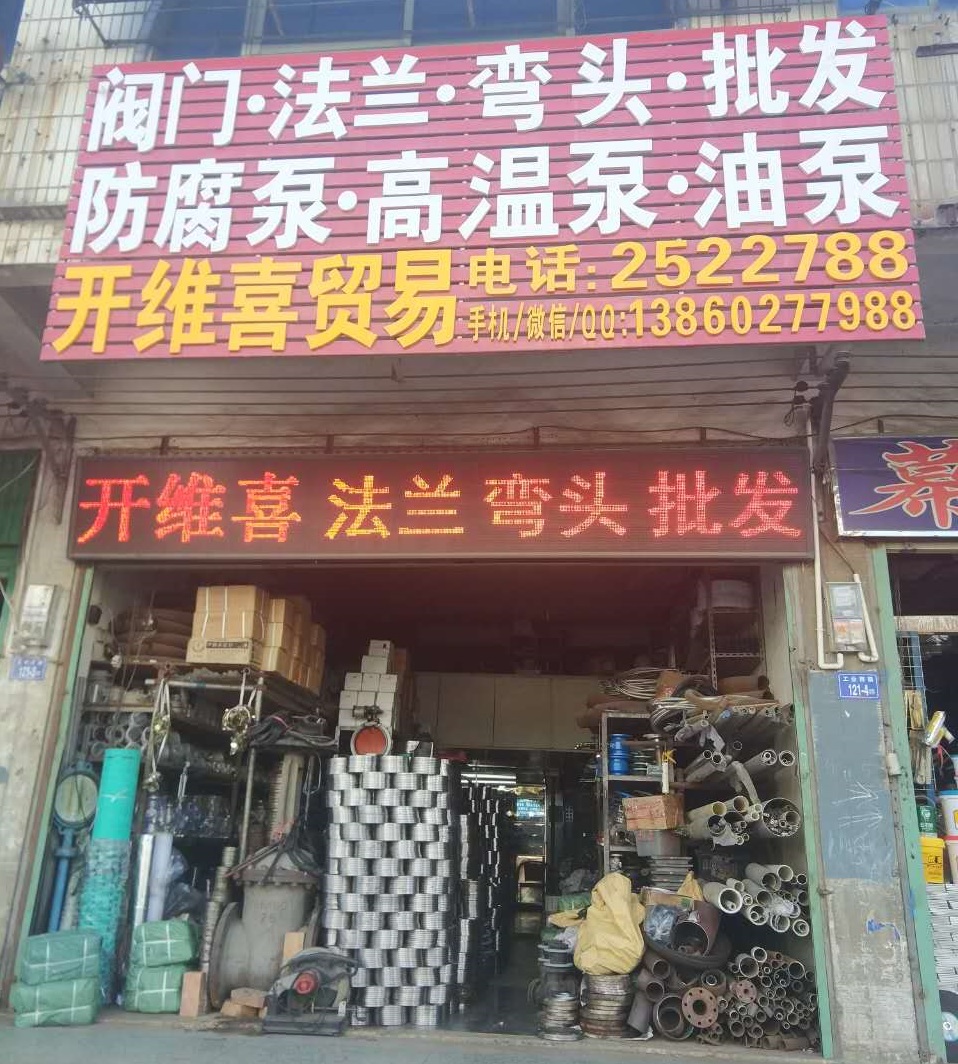 阀门·法兰·弯头·批发
防腐泵·高温泵·油泵
开维喜贸易
电话:2522788
手机/微信/QQ:13860277988
开维喜 法兰 弯头 批发
121-4